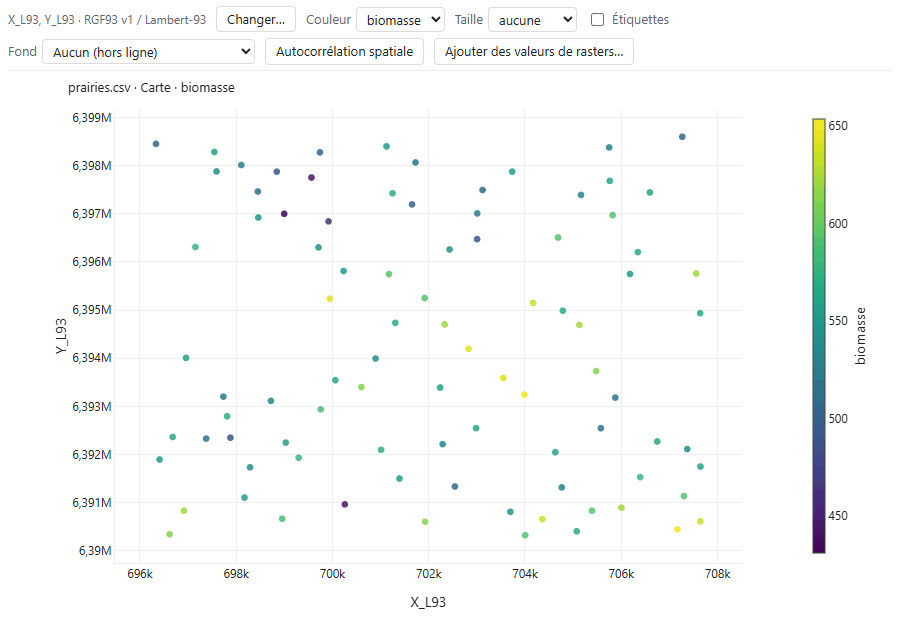 X_L93, Y_L93 · RGF93 v1 / Lambert-93 Changer... Couleur biomasse Taille aucune Étiquettes
Fond Aucun (hors ligne) Autocorrélation spatiale Ajouter des valeurs de rasters...
prairies.csv · Carte · biomasse
6,399M
6,398M
6,397M
6,396M
6,395M
6,394M
6,393M
6,392M
6,391M
6,39M
Y_L93
696k 698k 700k 702k 704k 706k 708k
X_L93
650
600
550
500
450
biomasse